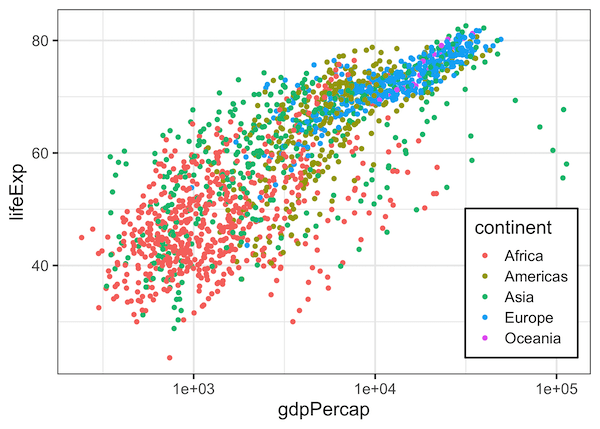 80
60
40
lifeExp
1e+03
1e+04
1e+05
gdpPercap
continent
Africa
Americas
Asia
Europe
Oceania